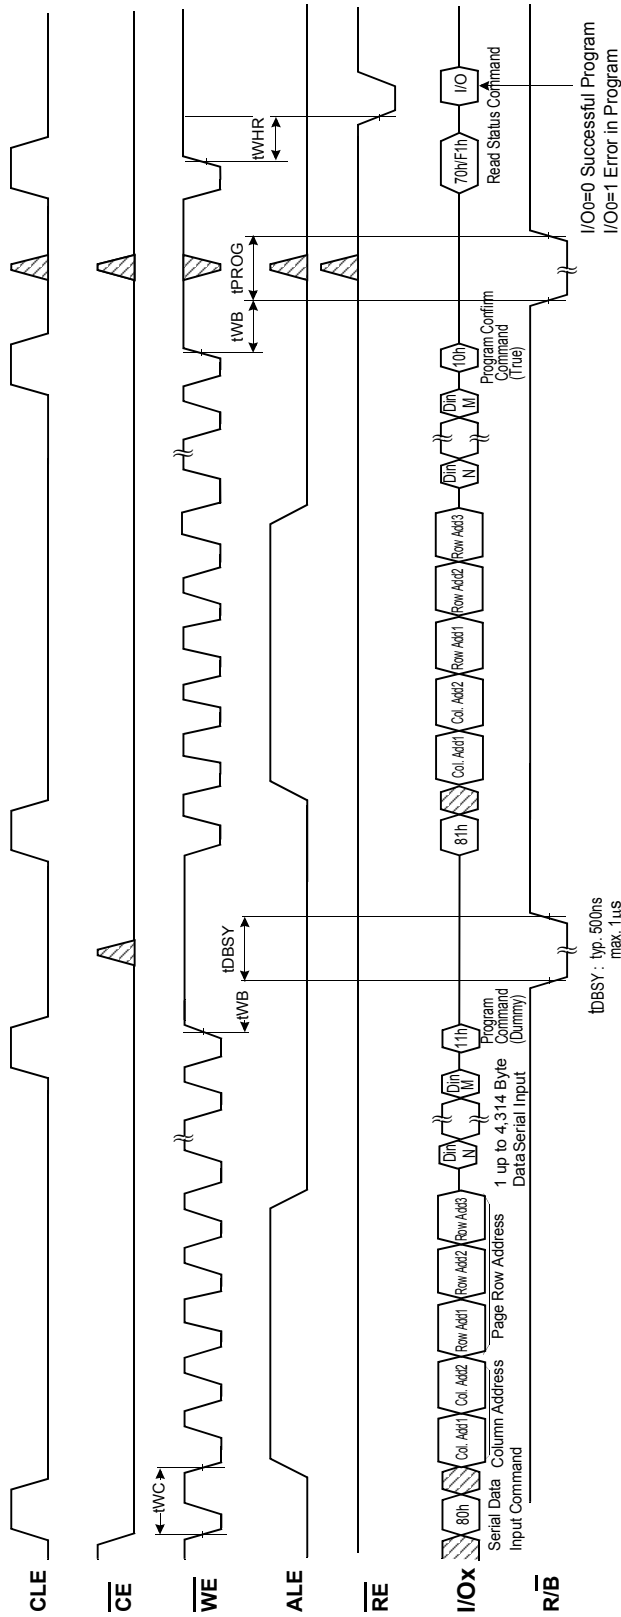 CLE
CE
WE
ALE
RE
I/Ox
R/B
tWC
tWB
tDBSY
tWB
tPROG
tWHR
80h
Col. Add1
Col. Add2
Row Add1
Row Add2
Row Add3
Din
N
Din
M
11h
81h
Col. Add1
Col. Add2
Row Add1
Row Add2
Row Add3
Din
N
Din
M
10h
70h/F1h
I/O
Serial Data
Input Command
Column Address
Page Row Address
1 up to 4,314 Byte
Data Serial Input
Program
Command
(Dummy)
Program Confirm
Command
(True)
Read Status Command
tDBSY : typ. 500ns
max. 1µs
I/O0=0 Successful Program
I/O0=1 Error in Program